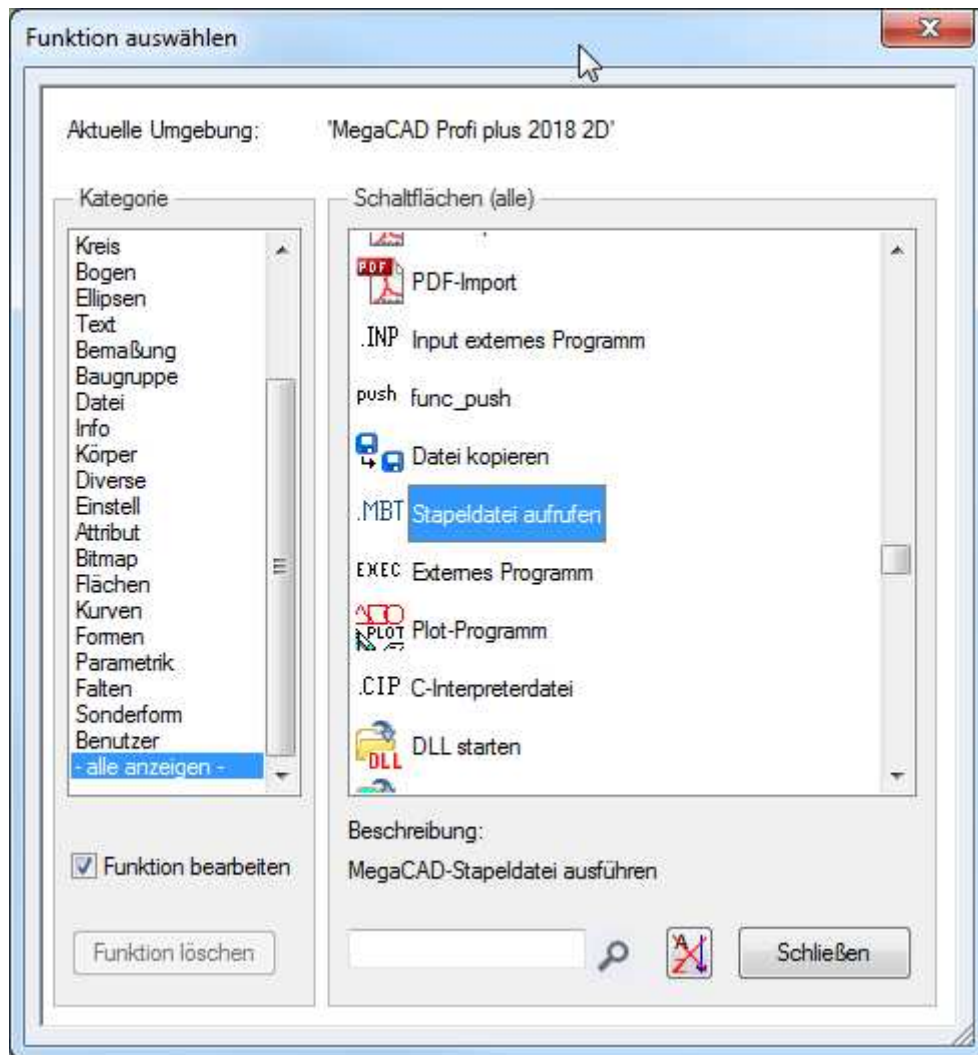 Funktion auswählen
Aktuelle Umgebung: 'MegaCAD Profi plus 2018 2D'
Kategorie
Kreis
Bogen
Ellipsen
Text
Bemaßung
Baugruppe
Datei
Info
Körper
Diverse
Einstell
Attribut
Bitmap
Flächen
Kurven
Formen
Parametrik
Falten
Sonderform
Benutzer
- alle anzeigen -
Funktion bearbeiten
Funktion löschen
Schaltflächen (alle)
PDF PDF-Import
.INP Input externes Programm
push func_push
Datei kopieren
.MBT Stapeldatei aufrufen
EXEC Externes Programm
PLOT Plot-Programm
.CIP C-Interpreterdatei
DLL DLL starten
Beschreibung:
MegaCAD-Stapeldatei ausführen
A
Z
Schließen